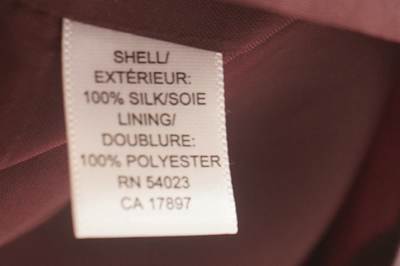 SHELL/
EXTÉRIEUR:
100% SILK/SOIE
LINING/
DOUBLURE:
100% POLYESTER
RN 54023
CA 17897